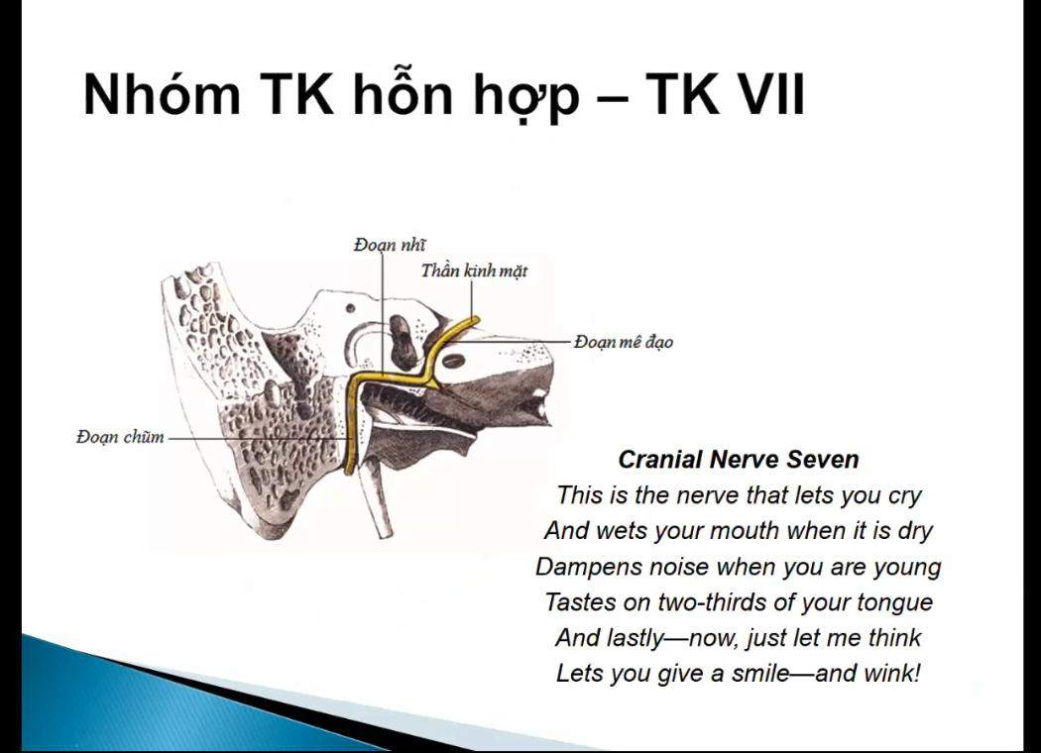 Nhóm TK hỗn hợp – TK VII
Đoạn nhĩ
Thần kinh mặt
Đoạn mê đạo
Đoạn chũm
Cranial Nerve Seven
This is the nerve that lets you cry
And wets your mouth when it is dry
Dampens noise when you are young
Tastes on two-thirds of your tongue
And lastly—now, just let me think
Lets you give a smile—and wink!